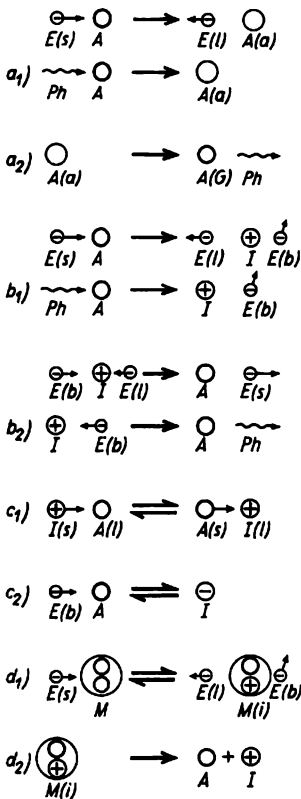 E(s) A E(l) A(a)
a₁) Ph A A(a)
a₂) A(a) A(G) Ph
E(s) A E(l) I E(b)
b₁) Ph A I E(b)
E(b) I E(l) A E(s)
b₂) I E(b) A Ph
c₁) I(s) A(l) A(s) I(l)
c₂) E(b) A I
d₁) E(s) M E(l) M(i) E(b)
d₂) M(i) A + I